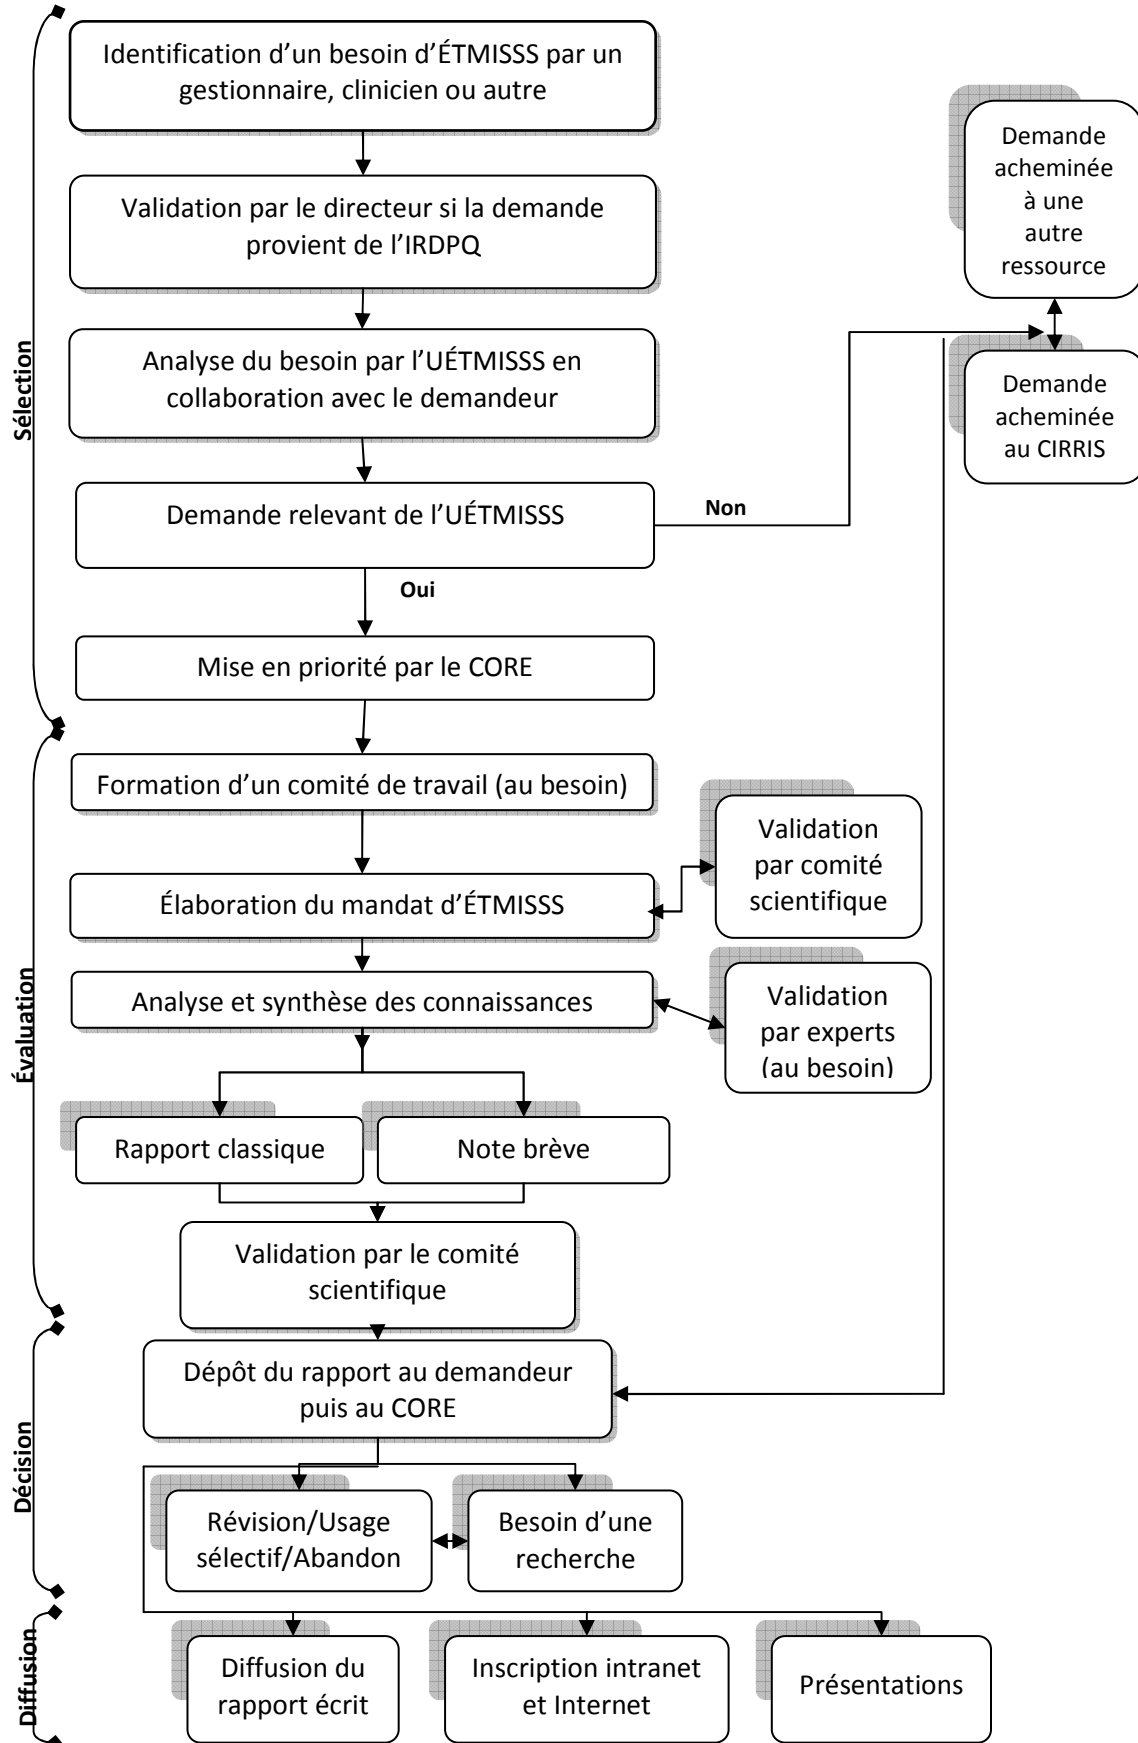 Identification d’un besoin d’ÉTMISSS par un
gestionnaire, clinicien ou autre
Validation par le directeur si la demande
provient de l’IRDPQ
Analyse du besoin par l’UÉTMISSS en
collaboration avec le demandeur
Demande relevant de l’UÉTMISSS
Non
Oui
Mise en priorité par le CORE
Demande
acheminée
à une
autre
ressource
Demande
acheminée
au CIRRIS
Sélection
Formation d’un comité de travail (au besoin)
Élaboration du mandat d’ÉTMISSS
Validation
par comité
scientifique
Analyse et synthèse des connaissances
Validation
par experts
(au besoin)
Rapport classique
Note brève
Validation par le comité
scientifique
Évaluation
Dépôt du rapport au demandeur
puis au CORE
Révision/Usage
sélectif/Abandon
Besoin d’une
recherche
Décision
Diffusion du
rapport écrit
Inscription intranet
et Internet
Présentations
Diffusion